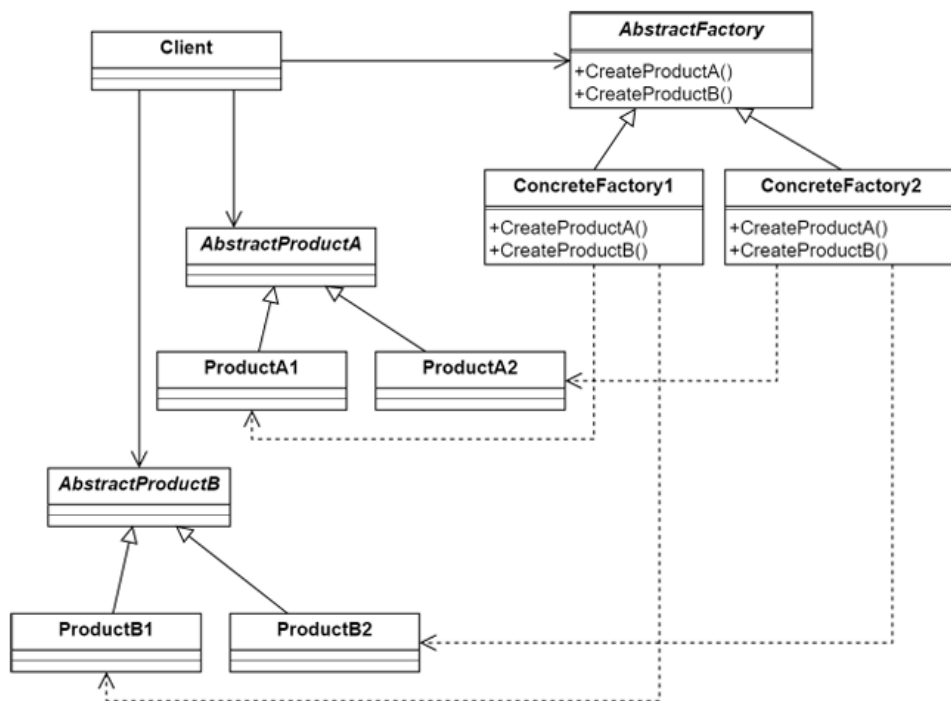 AbstractFactory
Client
+CreateProductA()
+CreateProductB()
ConcreteFactory1
ConcreteFactory2
+CreateProductA()
+CreateProductA()
+CreateProductB()
+CreateProductB()
AbstractProductA
ProductA1
ProductA2
AbstractProductB
ProductB1
ProductB2